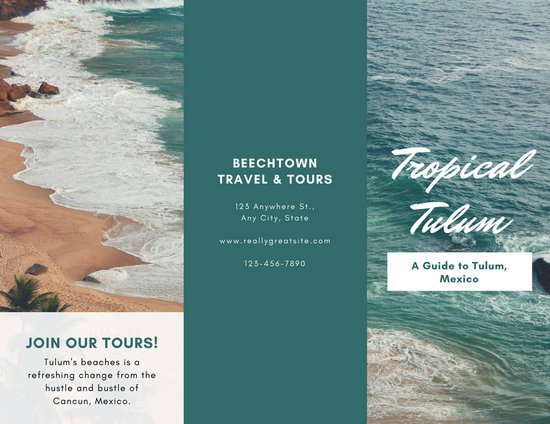 JOIN OUR TOURS!
Tulum's beaches is a
refreshing change from the
hustle and bustle of
Cancun, Mexico.
BEECHTOWN
TRAVEL & TOURS
123 Anywhere St.,
Any City, State
www.reallygreatsite.com
123-456-7890
Tropical
Tulum
A Guide to Tulum,
Mexico